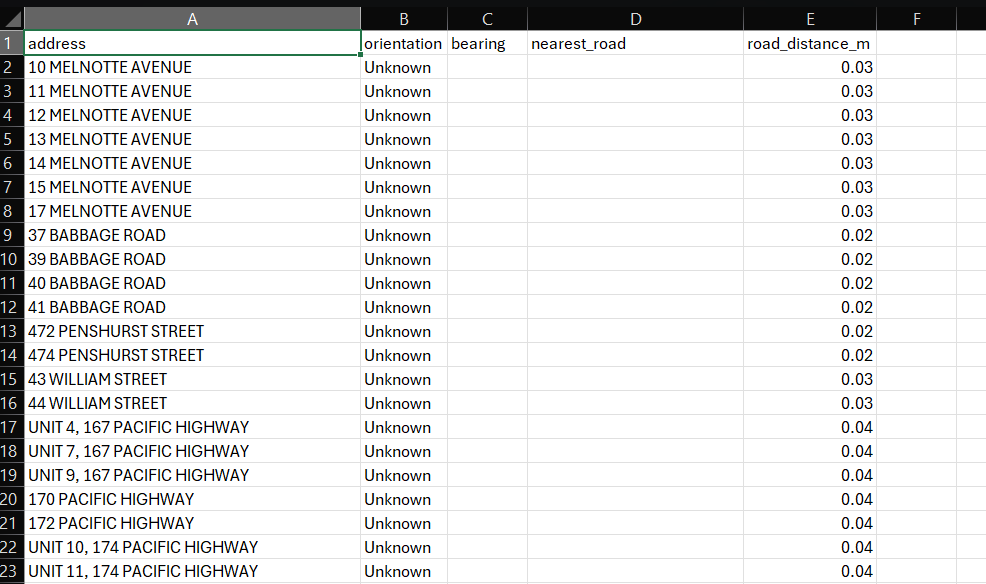 A B C D E F
1 address orientation bearing nearest_road road_distance_m
2 10 MELNOTTE AVENUE Unknown 0.03
3 11 MELNOTTE AVENUE Unknown 0.03
4 12 MELNOTTE AVENUE Unknown 0.03
5 13 MELNOTTE AVENUE Unknown 0.03
6 14 MELNOTTE AVENUE Unknown 0.03
7 15 MELNOTTE AVENUE Unknown 0.03
8 17 MELNOTTE AVENUE Unknown 0.03
9 37 BABBAGE ROAD Unknown 0.02
10 39 BABBAGE ROAD Unknown 0.02
11 40 BABBAGE ROAD Unknown 0.02
12 41 BABBAGE ROAD Unknown 0.02
13 472 PENSHURST STREET Unknown 0.02
14 474 PENSHURST STREET Unknown 0.02
15 43 WILLIAM STREET Unknown 0.03
16 44 WILLIAM STREET Unknown 0.03
17 UNIT 4, 167 PACIFIC HIGHWAY Unknown 0.04
18 UNIT 7, 167 PACIFIC HIGHWAY Unknown 0.04
19 UNIT 9, 167 PACIFIC HIGHWAY Unknown 0.04
20 170 PACIFIC HIGHWAY Unknown 0.04
21 172 PACIFIC HIGHWAY Unknown 0.04
22 UNIT 10, 174 PACIFIC HIGHWAY Unknown 0.04
23 UNIT 11, 174 PACIFIC HIGHWAY Unknown 0.04